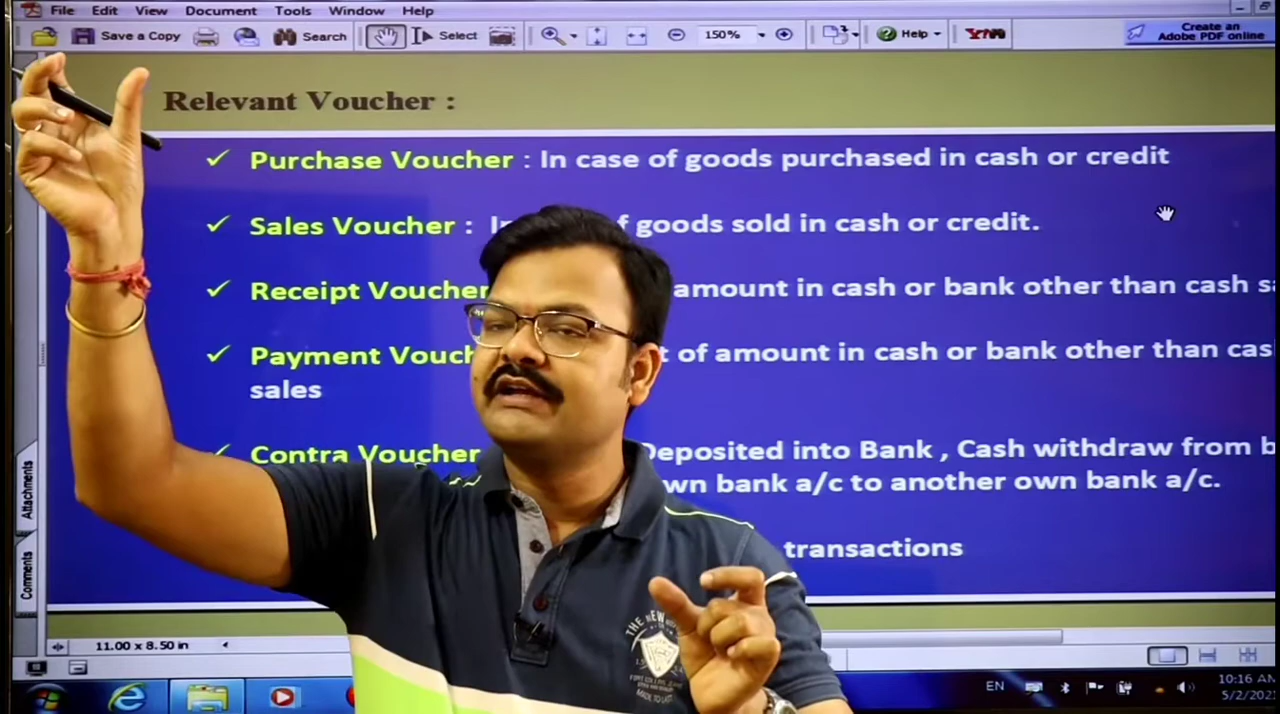 File Edit View Document Tools Window Help
Save a Copy Search Select 150% Help Create an
Adobe PDF online
Relevant Voucher :
Purchase Voucher : In case of goods purchased in cash or credit
Sales Voucher : goods sold in cash or credit.
Receipt Voucher amount in cash or bank other than cash
Payment of amount in cash or bank other than
sales
Contra Voucher Deposited into Bank , Cash withdraw from
bank a/c to another own bank a/c.
transactions
Attachments
Comments
THE NEW
11.00 x 8.50 in
EN 10:16 AM